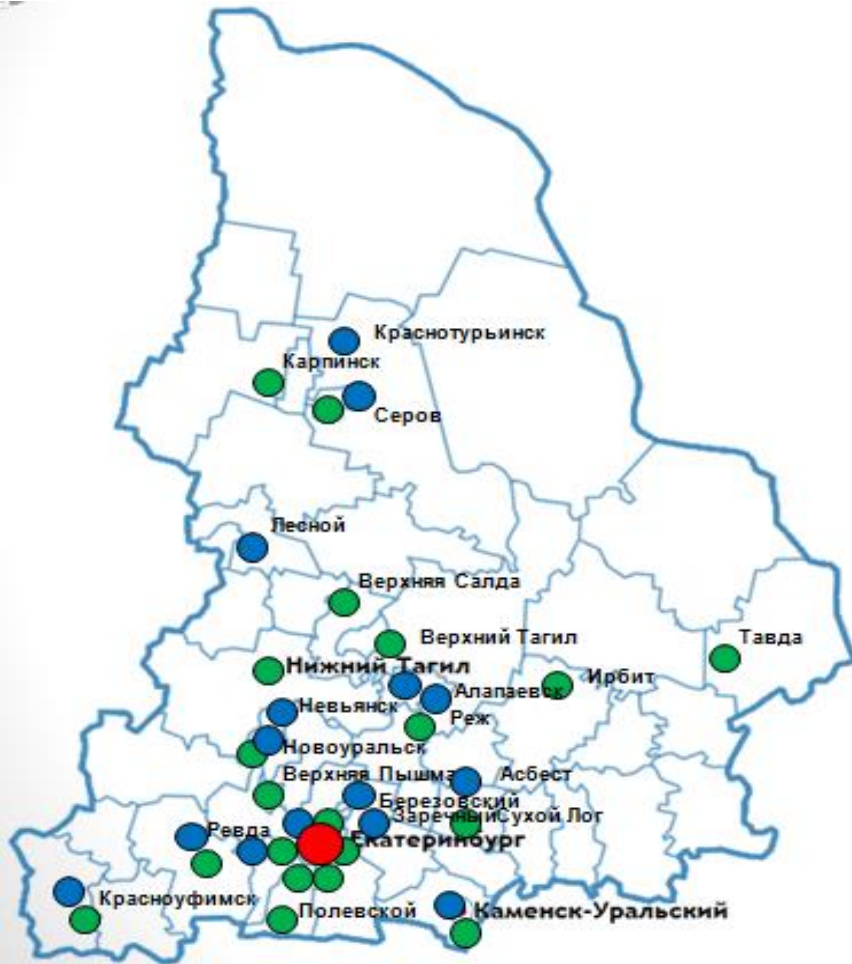 Краснотурьинск
Карпинск
Серов
Лесной
Верхняя Салда
Верхний Тагил
Тавда
Нижний Тагил
Ирбит
Алапаевск
Невьянск
Реж
Новоуральск
Верхняя Пышма
Асбест
Березовский
Заречный
Сухой Лог
Ревда
Екатеринбург
Красноуфимск
Полевской
Каменск-Уральский